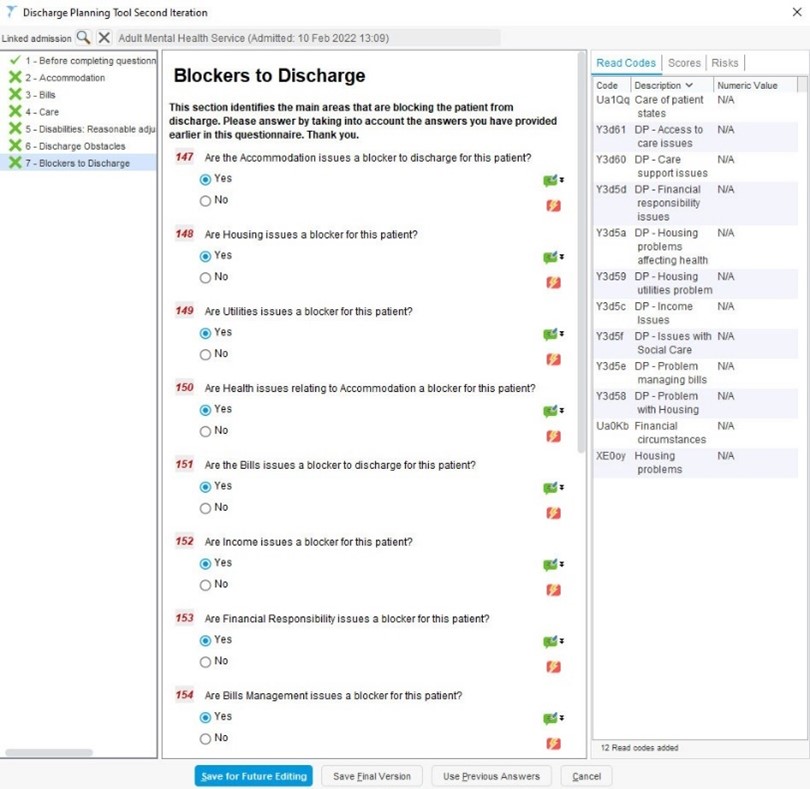 Discharge Planning Tool Second Iteration
Linked admission
Adult Mental Health Service (Admitted: 10 Feb 2022 13:09)
1 - Before completing questionn
2 - Accommodation
3 - Bills
4 - Care
5 - Disabilities: Reasonable adju
6 - Discharge Obstacles
7 - Blockers to Discharge
Blockers to Discharge
This section identifies the main areas that are blocking the patient from
discharge. Please answer by taking into account the answers you have provided
earlier in this questionnaire. Thank you.
147 Are the Accommodation issues a blocker to discharge for this patient?
Yes
No
148 Are Housing issues a blocker for this patient?
Yes
No
149 Are Utilities issues a blocker for this patient?
Yes
No
150 Are Health issues relating to Accommodation a blocker for this patient?
Yes
No
151 Are the Bills issues a blocker to discharge for this patient?
Yes
No
152 Are Income issues a blocker for this patient?
Yes
No
153 Are Financial Responsibility issues a blocker for this patient?
Yes
No
154 Are Bills Management issues a blocker for this patient?
Yes
No
Read Codes Scores Risks
Code Description Numeric Value
Ua1Qq Care of patient N/A
states
Y3d61 DP - Access to N/A
care issues
Y3d60 DP - Care N/A
support issues
Y3d5d DP - Financial N/A
responsibility
issues
Y3d5a DP - Housing N/A
problems
affecting health
Y3d59 DP - Housing N/A
utilities problem
Y3d5c DP - Income N/A
Issues
Y3d5f DP - Issues with N/A
Social Care
Y3d5e DP - Problem N/A
managing bills
Y3d58 DP - Problem N/A
with Housing
Ua0Kb Financial N/A
circumstances
XE0oy Housing N/A
problems
12 Read codes added
Save for Future Editing Save Final Version Use Previous Answers Cancel